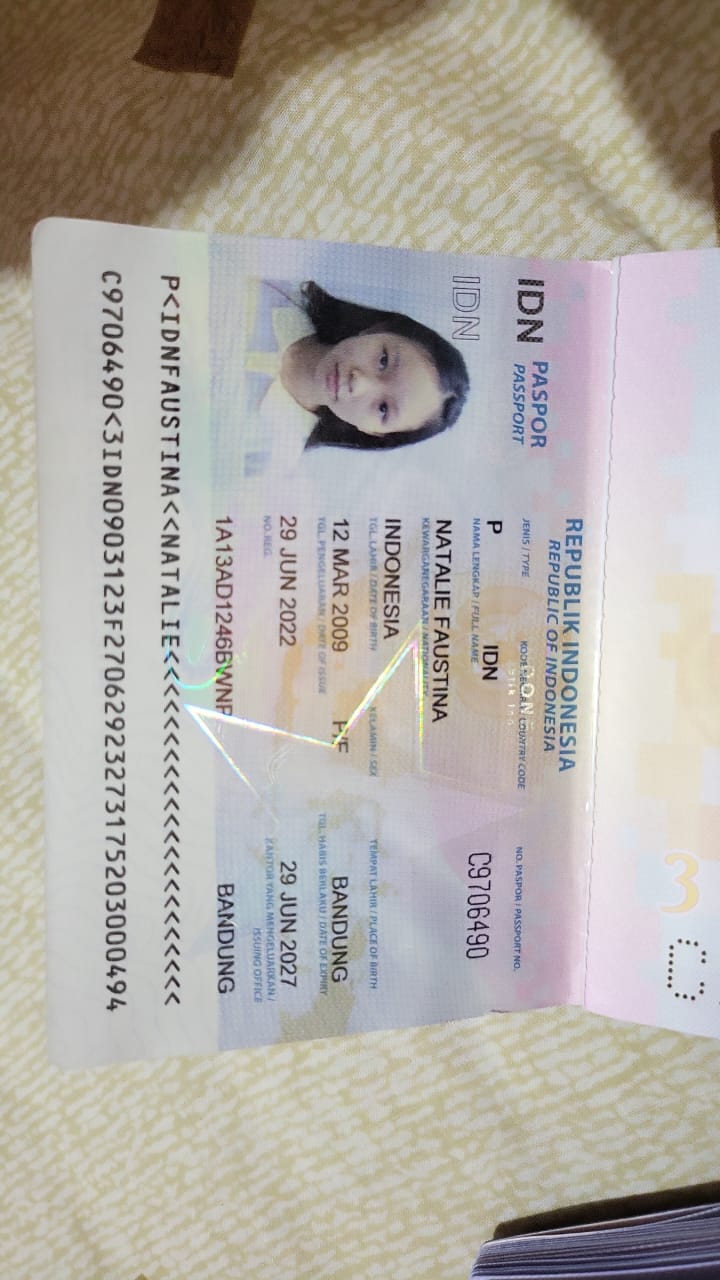 REPUBLIK INDONESIA
REPUBLIC OF INDONESIA
IDN PASPOR
PASSPORT
JENIS / TYPE KODE NEGARA / COUNTRY CODE NO. PASPOR / PASSPORT NO.
P IDN C9706490
IDN
NAMA LENGKAP / FULL NAME
NATALIE FAUSTINA
KEWARGANEGARAAN / NATIONALITY
INDONESIA
TGL. LAHIR / DATE OF BIRTH KELAMIN / SEX TEMPAT LAHIR / PLACE OF BIRTH
12 MAR 2009 P/F BANDUNG
TGL. PENGELUARAN / DATE OF ISSUE TGL. HABIS BERLAKU / DATE OF EXPIRY
29 JUN 2022 29 JUN 2027
NO. REG. KANTOR YANG MENGELUARKAN /
ISSUING OFFICE
BANDUNG
P<IDNFAUSTINA<<NATALIE<<<<<<<<<<<<<<<<<<<<<<
C9706490<3IDN0903123F27062923273175203000494
3